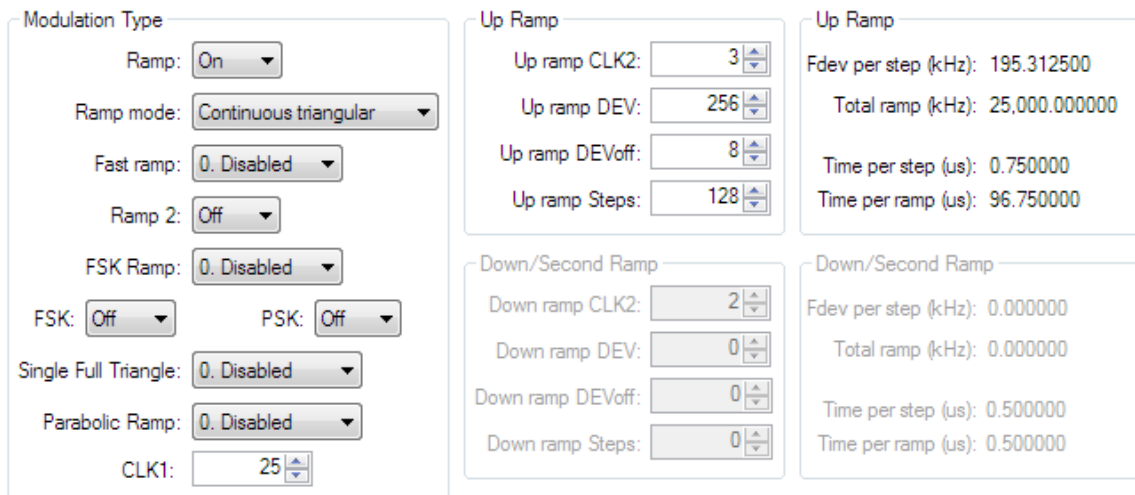 Modulation Type
Ramp: On
Ramp mode: Continuous triangular
Fast ramp: 0. Disabled
Ramp 2: Off
FSK Ramp: 0. Disabled
FSK: Off PSK: Off
Single Full Triangle: 0. Disabled
Parabolic Ramp: 0. Disabled
CLK1: 25
Up Ramp
Up ramp CLK2: 3
Up ramp DEV: 256
Up ramp DEVoff: 8
Up ramp Steps: 128
Down/Second Ramp
Down ramp CLK2: 2
Down ramp DEV: 0
Down ramp DEVoff: 0
Down ramp Steps: 0
Up Ramp
Fdev per step (kHz): 195.312500
Total ramp (kHz): 25,000.000000
Time per step (us): 0.750000
Time per ramp (us): 96.750000
Down/Second Ramp
Fdev per step (kHz): 0.000000
Total ramp (kHz): 0.000000
Time per step (us): 0.500000
Time per ramp (us): 0.500000